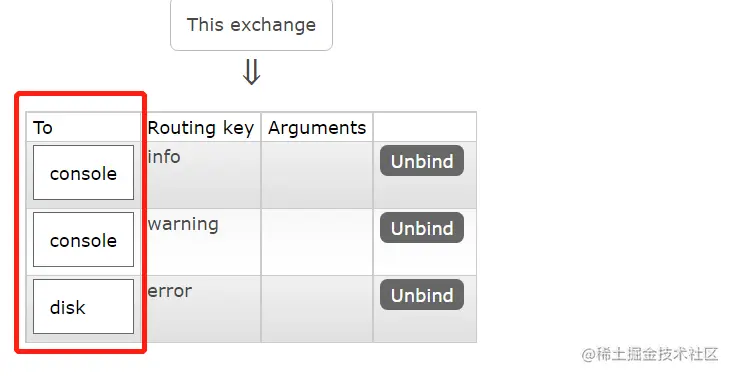 This exchange
⇓
To Routing key Arguments
console info Unbind
console warning Unbind
disk error Unbind
@稀土掘金技术社区